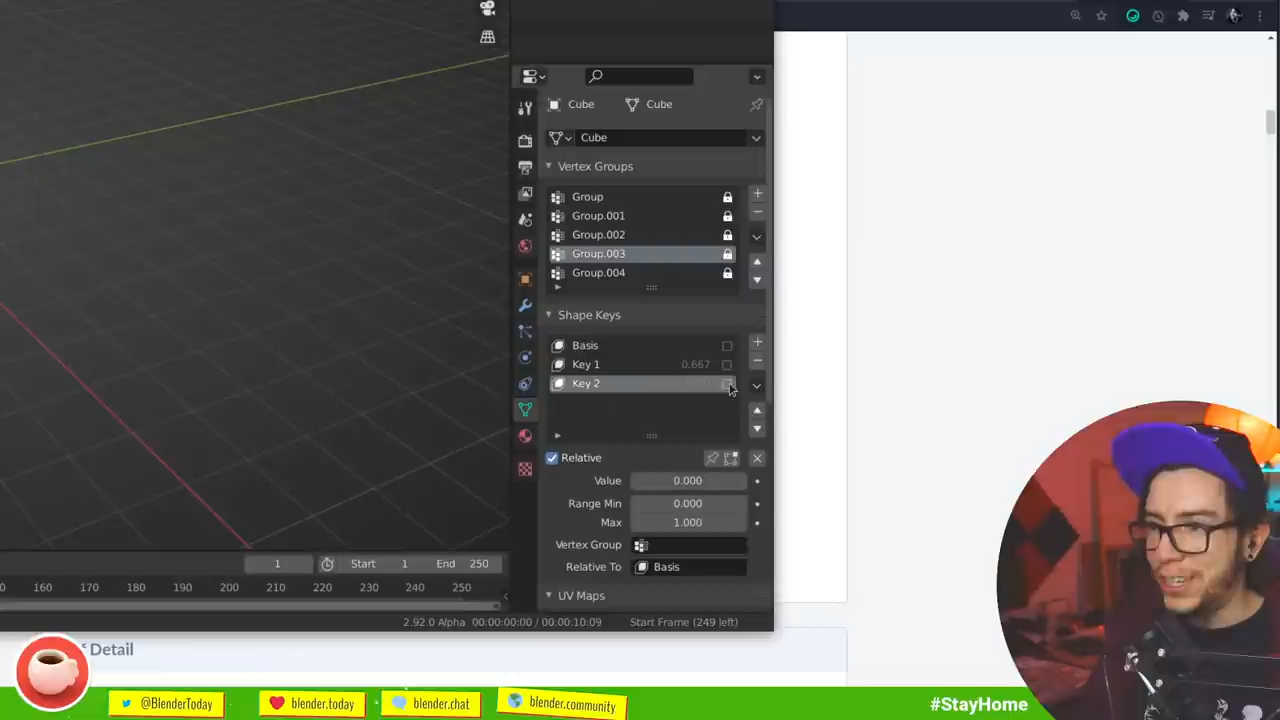 Cube
Cube
Cube
Vertex Groups
Group
Group.001
Group.002
Group.003
Group.004
Shape Keys
Basis
Key 1
0.667
Key 2
Relative
Value
0.000
Range Min
0.000
Max
1.000
Vertex Group
Relative To
Basis
UV Maps
1
Start
1
End
250
160
170
180
190
200
210
220
230
240
250
2.92.0 Alpha
00:00:00:00 / 00:00:10:09
Start Frame (249 left)
Detail
@BlenderToday
blender.today
blender.chat
blender.community
#StayHome